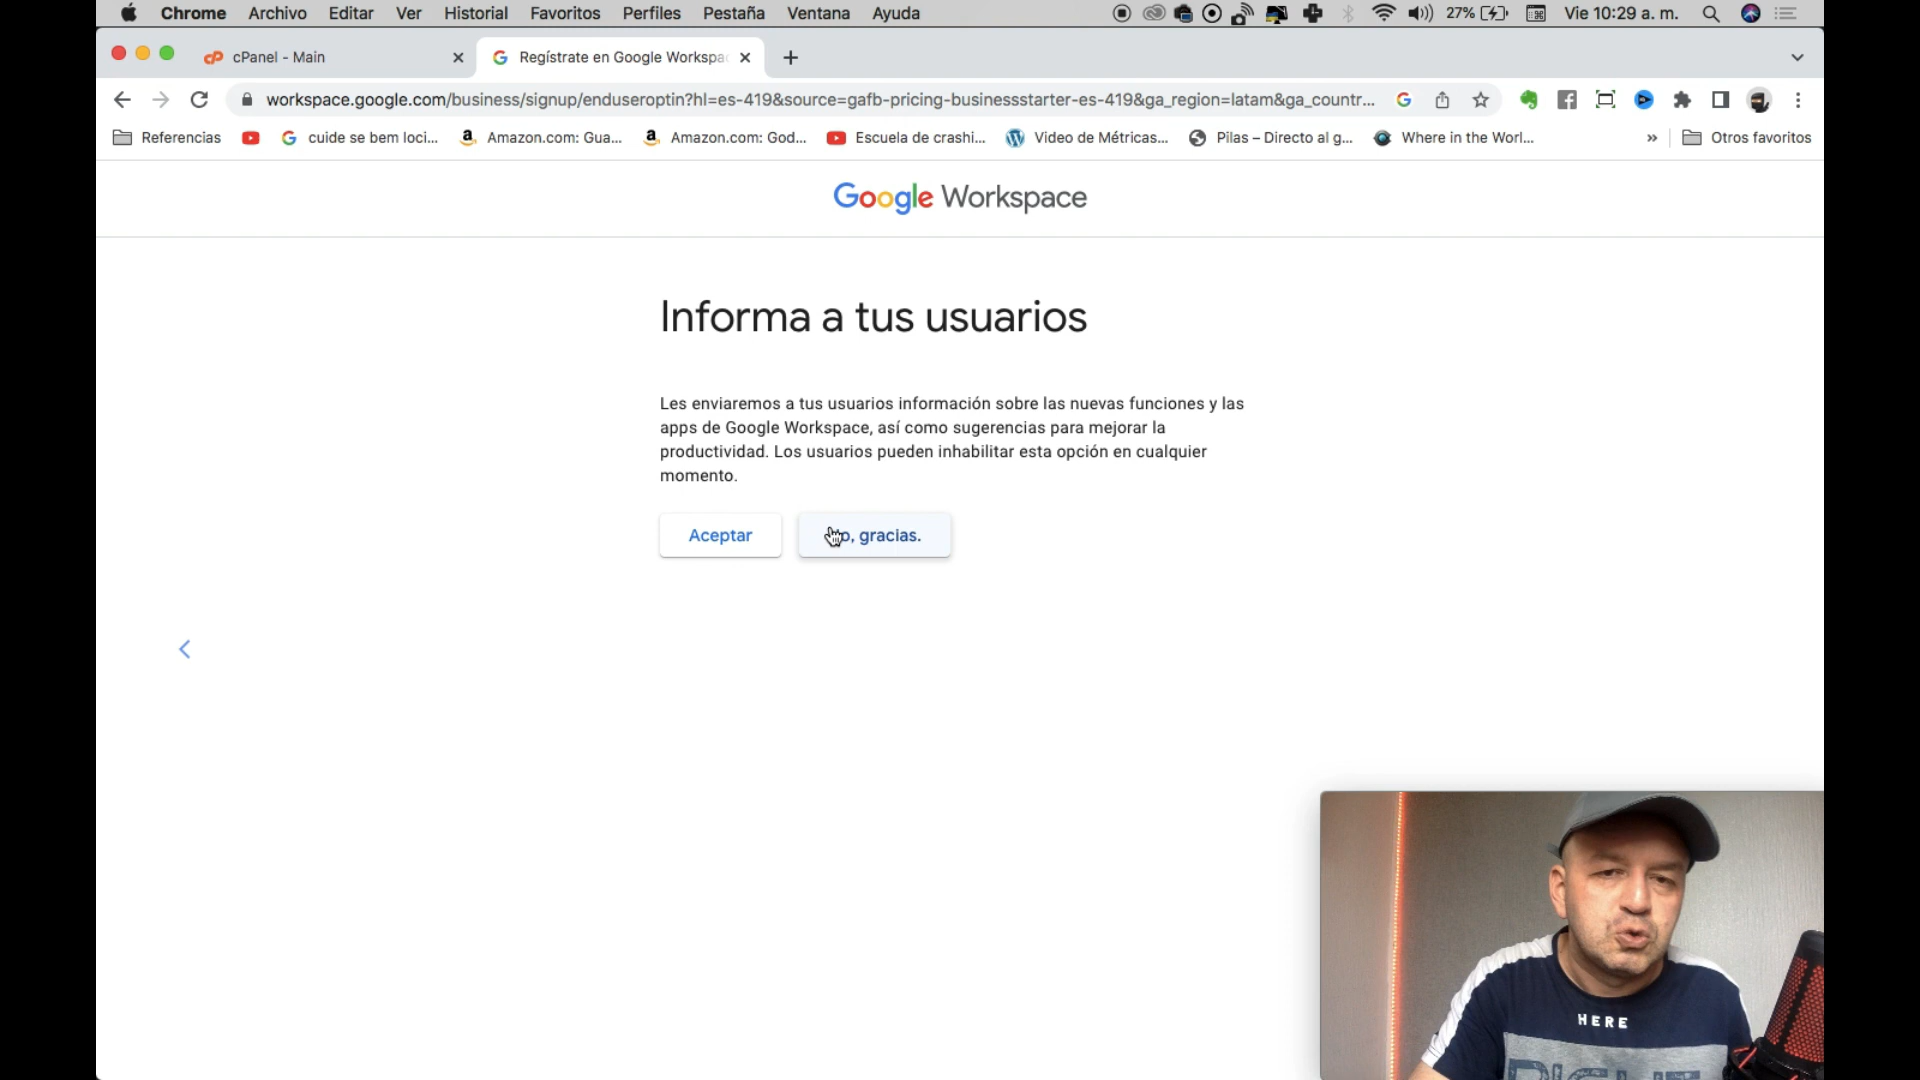 Chrome Archivo Editar Ver Historial Favoritos Perfiles Pestaña Ventana Ayuda 27% Vie 10:29 a. m.
cPanel - Main Regístrate en Google Workspa
workspace.google.com/business/signup/enduseroptin?hl=es-419&source=gafb-pricing-businessstarter-es-419&ga_region=latam&ga_countr...
Referencias cuide se bem loci... Amazon.com: Gua... Amazon.com: God... Escuela de crashi... Video de Métricas... Pilas – Directo al g... Where in the Worl... » Otros favoritos
Google Workspace
Informa a tus usuarios
Les enviaremos a tus usuarios información sobre las nuevas funciones y las
apps de Google Workspace, así como sugerencias para mejorar la
productividad. Los usuarios pueden inhabilitar esta opción en cualquier
momento.
Aceptar o, gracias.
HERE